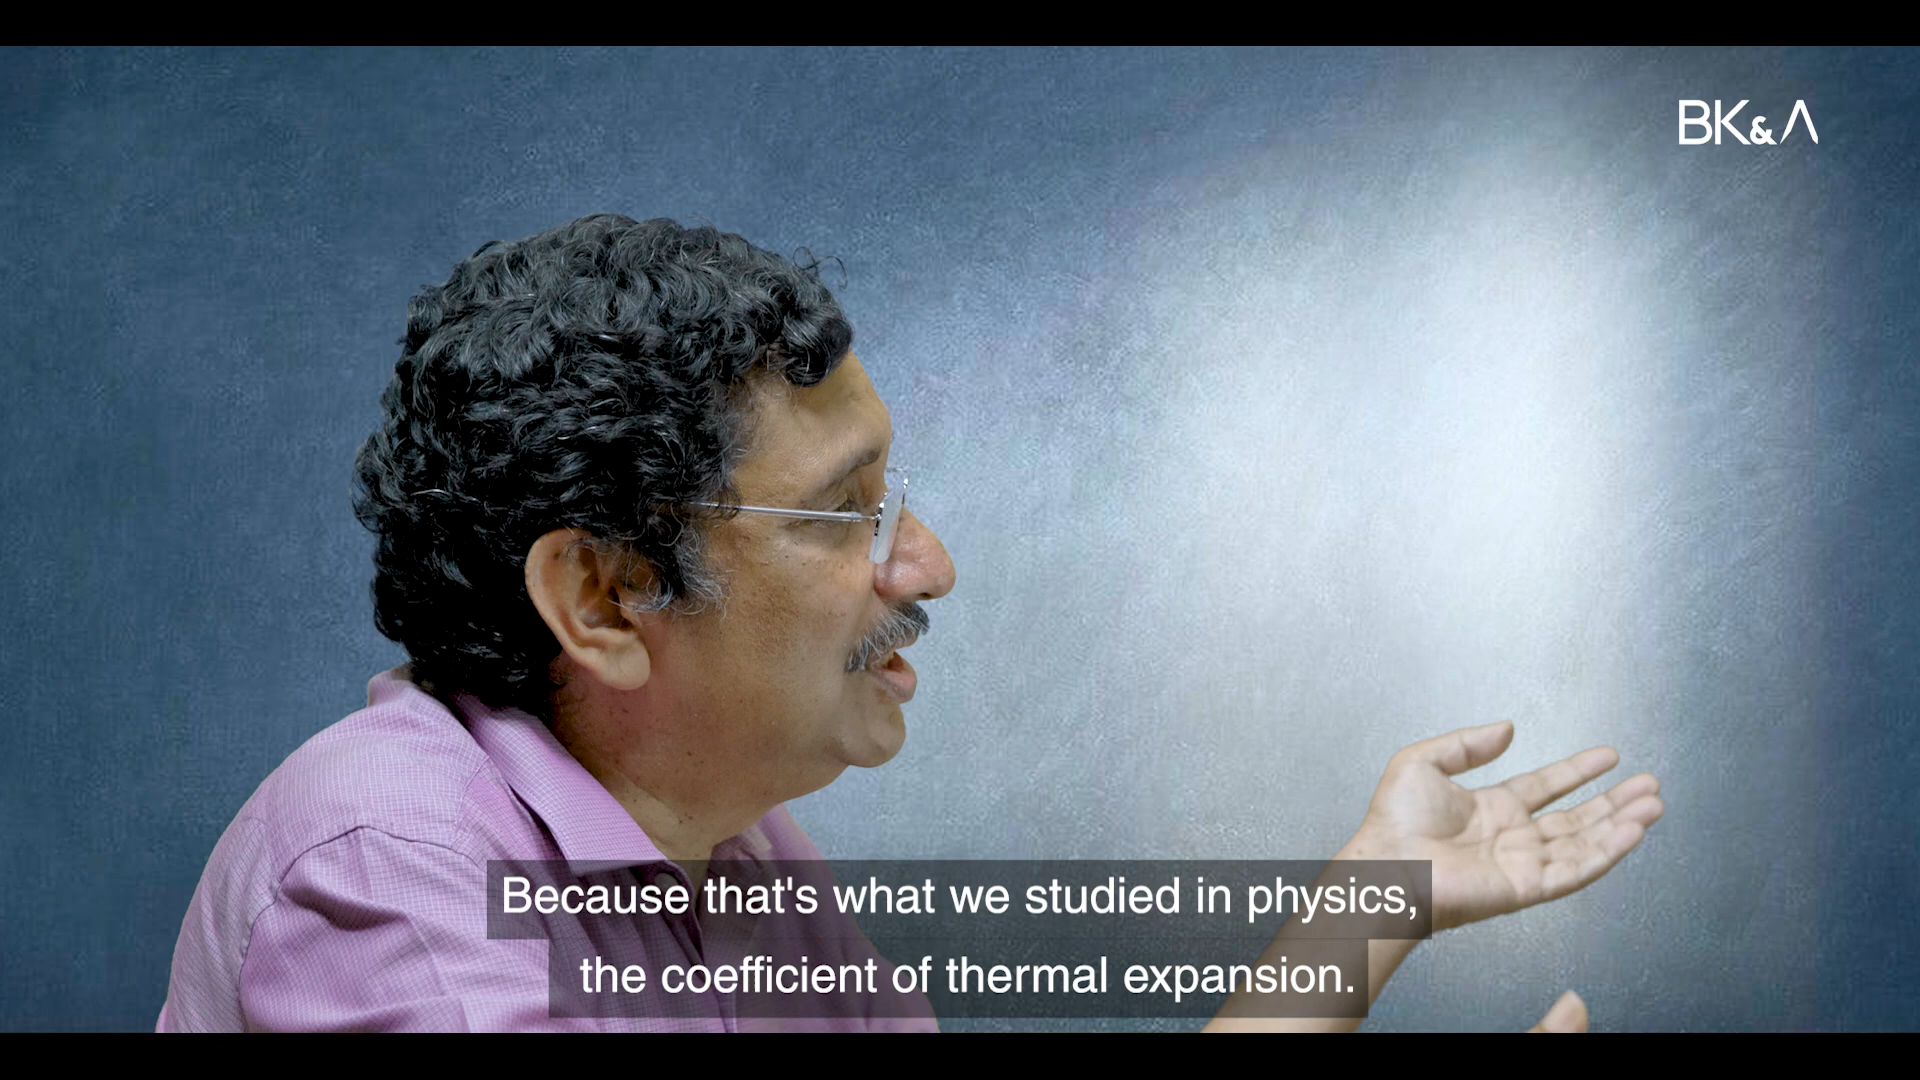 BK&A
Because that's what we studied in physics,
the coefficient of thermal expansion.